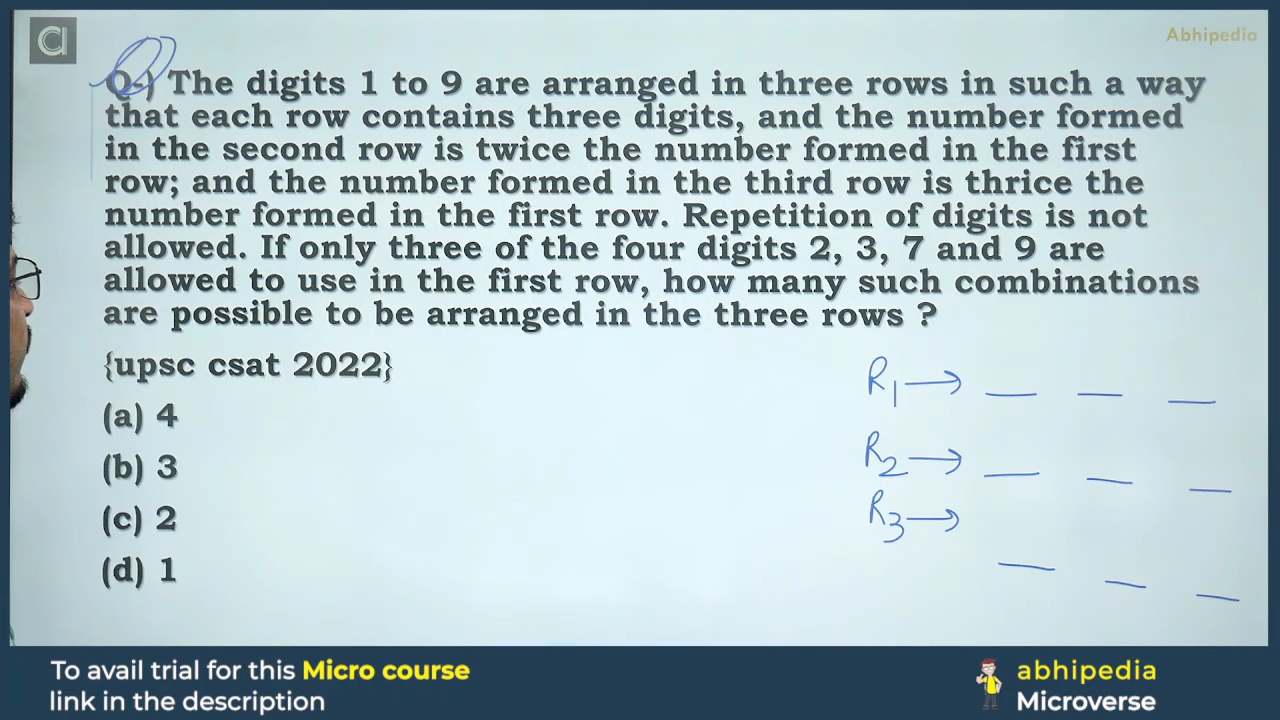 Abhipedia
Q-) The digits 1 to 9 are arranged in three rows in such a way
that each row contains three digits, and the number formed
in the second row is twice the number formed in the first
row; and the number formed in the third row is thrice the
number formed in the first row. Repetition of digits is not
allowed. If only three of the four digits 2, 3, 7 and 9 are
allowed to use in the first row, how many such combinations
are possible to be arranged in the three rows ?
{upsc csat 2022}
(a) 4
(b) 3
(c) 2
(d) 1
R1→
R2→
R3→
To avail trial for this Micro course
link in the description
abhipedia
Microverse